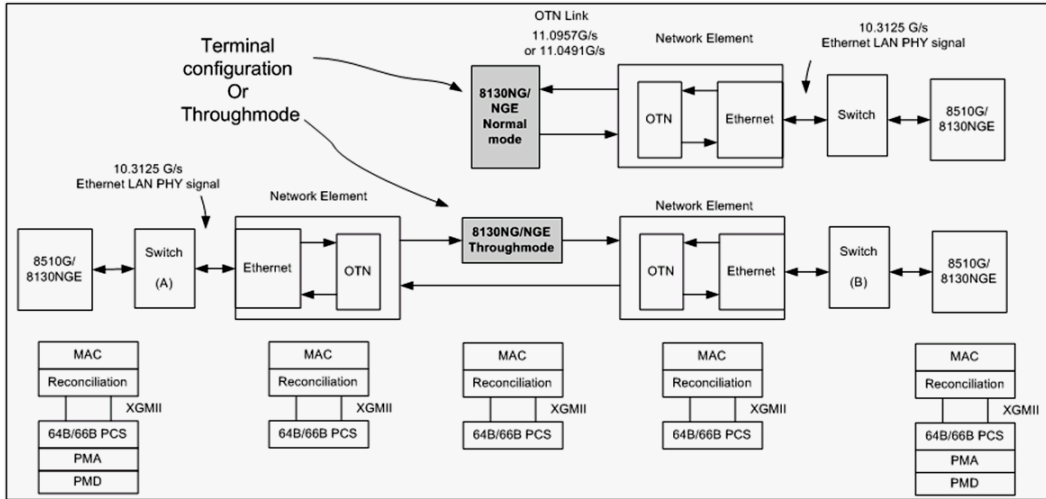 OTN Link
11.0957G/s
or 11.0491G/s
Network Element
10.3125 G/s
Ethernet LAN PHY signal
Terminal
configuration
Or
Throughmode
8130NG/
NGE
Normal
mode
OTN
Ethernet
Switch
8510G/
8130NGE
10.3125 G/s
Ethernet LAN PHY signal
Network Element
Network Element
8510G/
8130NGE
Switch
(A)
Ethernet
OTN
8130NG/NGE
Throughmode
OTN
Ethernet
Switch
(B)
8510G/
8130NGE
MAC
Reconciliation
XGMII
64B/66B PCS
PMA
PMD
MAC
Reconciliation
XGMII
64B/66B PCS
MAC
Reconciliation
XGMII
64B/66B PCS
MAC
Reconciliation
XGMII
64B/66B PCS
MAC
Reconciliation
XGMII
64B/66B PCS
PMA
PMD